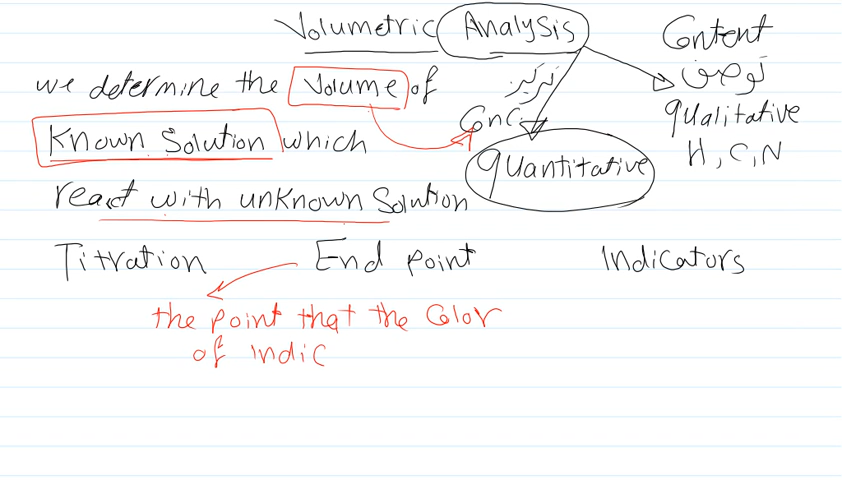 Volumetric Analysis
we determine the Volume of
Known Solution which
react with unknown Solution
تركيز
Conc
quantitative
Content
توصف
qualitative
H, C, N
Titration End point Indicators
the point that the Color
of indic